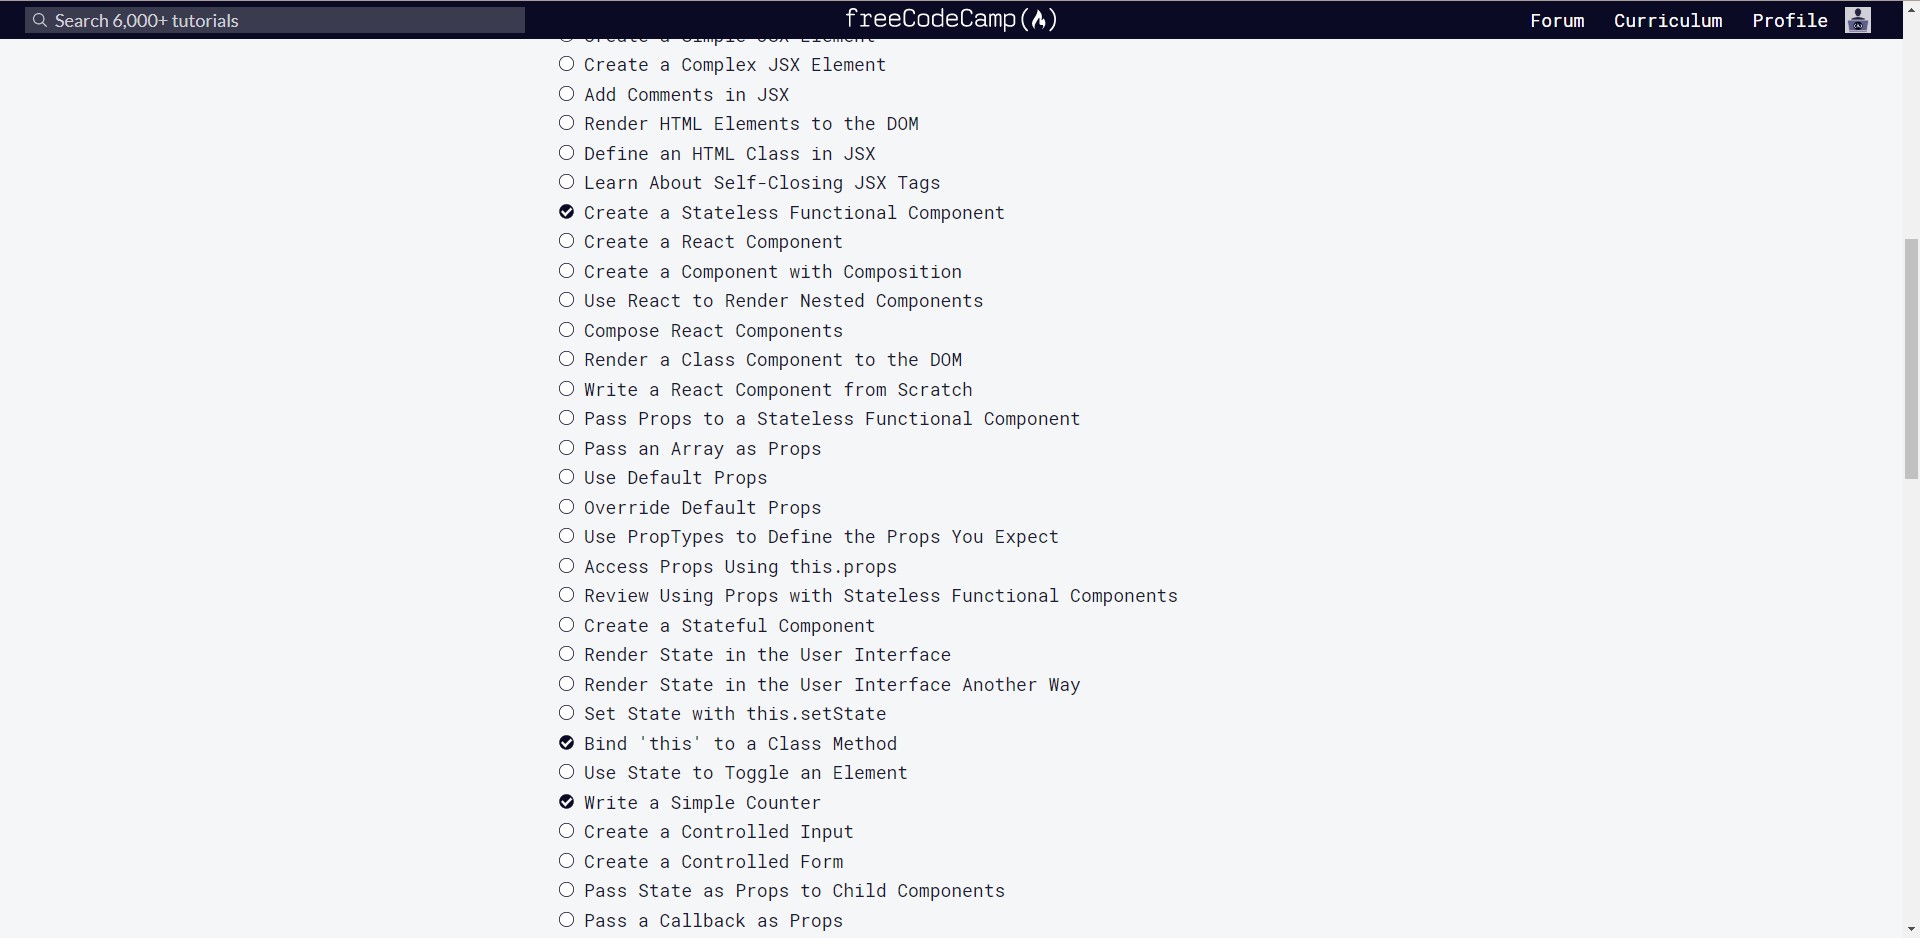 Search 6,000+ tutorials
freeCodeCamp
Forum
Curriculum
Profile
Create a Simple JSX Element
Create a Complex JSX Element
Add Comments in JSX
Render HTML Elements to the DOM
Define an HTML Class in JSX
Learn About Self-Closing JSX Tags
Create a Stateless Functional Component
Create a React Component
Create a Component with Composition
Use React to Render Nested Components
Compose React Components
Render a Class Component to the DOM
Write a React Component from Scratch
Pass Props to a Stateless Functional Component
Pass an Array as Props
Use Default Props
Override Default Props
Use PropTypes to Define the Props You Expect
Access Props Using this.props
Review Using Props with Stateless Functional Components
Create a Stateful Component
Render State in the User Interface
Render State in the User Interface Another Way
Set State with this.setState
Bind 'this' to a Class Method
Use State to Toggle an Element
Write a Simple Counter
Create a Controlled Input
Create a Controlled Form
Pass State as Props to Child Components
Pass a Callback as Props